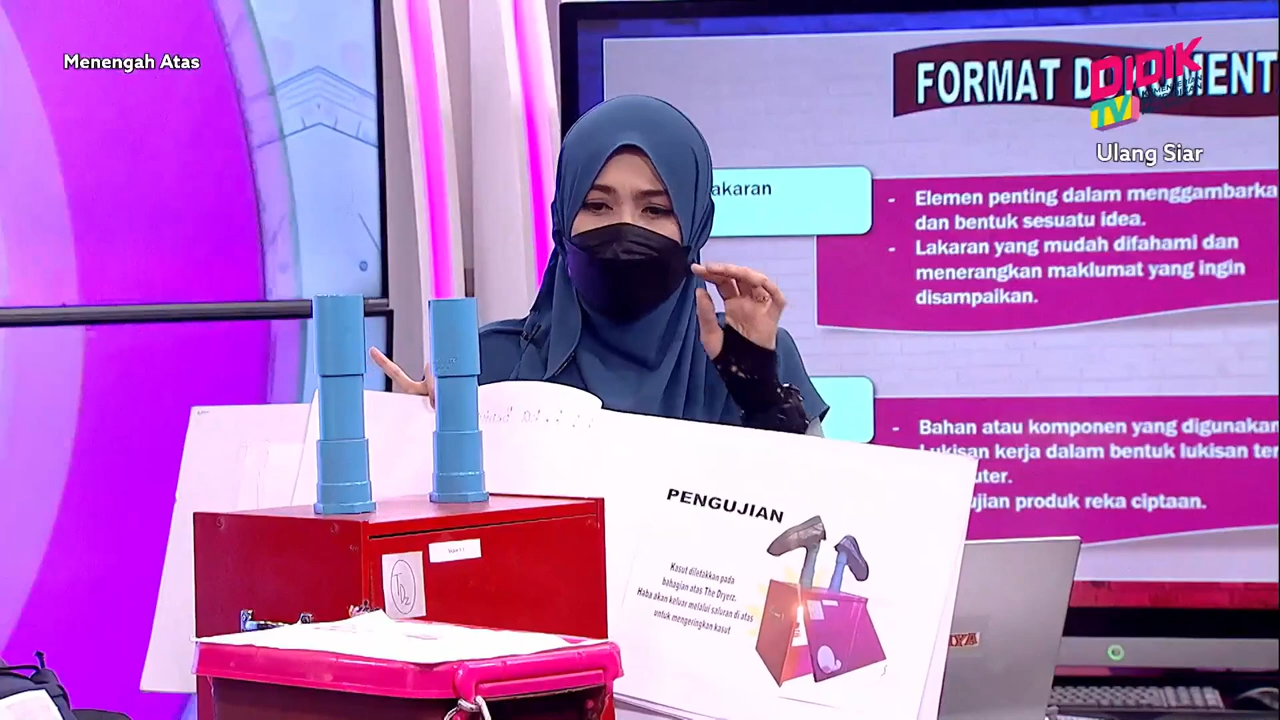 Menengah Atas
FORMAT
DIDIK
TV
Ulang Siar
akaran
- Elemen penting dalam menggambarka
dan bentuk sesuatu idea.
- Lakaran yang mudah difahami dan
menerangkan maklumat yang ingin
disampaikan.
- Bahan atau komponen yang digunakan
Lukisan kerja dalam bentuk lukisan ter
uter.
ujian produk reka ciptaan.
PENGUJIAN
Kasut diletakkan pada
bahagian atas The Dryerz.
Haba akan keluar melalui saluran di atas
untuk mengeringkan kasut
TDz